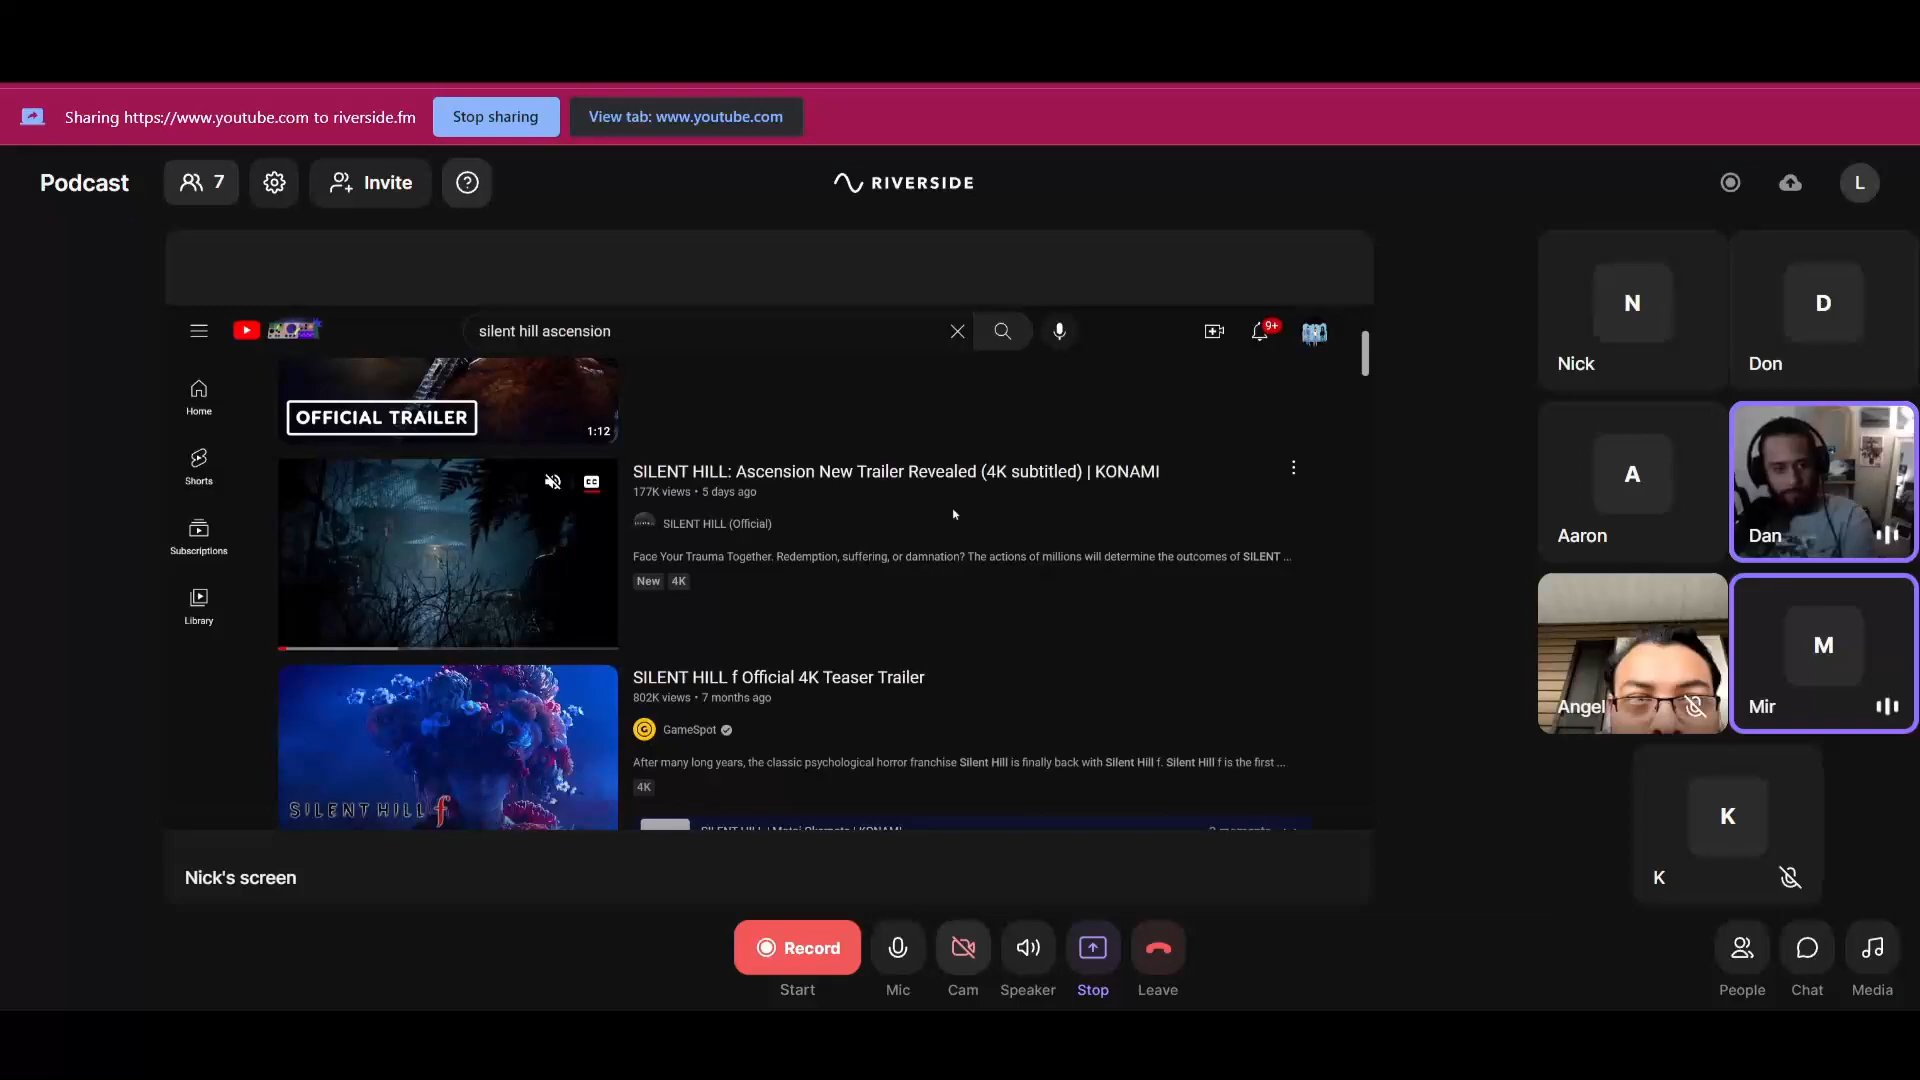 Sharing https://www.youtube.com to riverside.fm
Stop sharing
View tab: www.youtube.com
Podcast
7
Invite
RIVERSIDE
L
silent hill ascension
9+
Home
Shorts
Subscriptions
Library
OFFICIAL TRAILER
1:12
CC
SILENT HILL: Ascension New Trailer Revealed (4K subtitled) | KONAMI
177K views • 5 days ago
SILENT HILL (Official)
Face Your Trauma Together. Redemption, suffering, or damnation? The actions of millions will determine the outcomes of SILENT ...
New 4K
SILENT HILL f
SILENT HILL f Official 4K Teaser Trailer
802K views • 7 months ago
G GameSpot
After many long years, the classic psychological horror franchise Silent Hill is finally back with Silent Hill f. Silent Hill f is the first ...
4K
Nick's screen
N
Nick
D
Don
A
Aaron
Dan
Angel
M
Mir
K
K
Record
Start
Mic
Cam
Speaker
Stop
Leave
People
Chat
Media